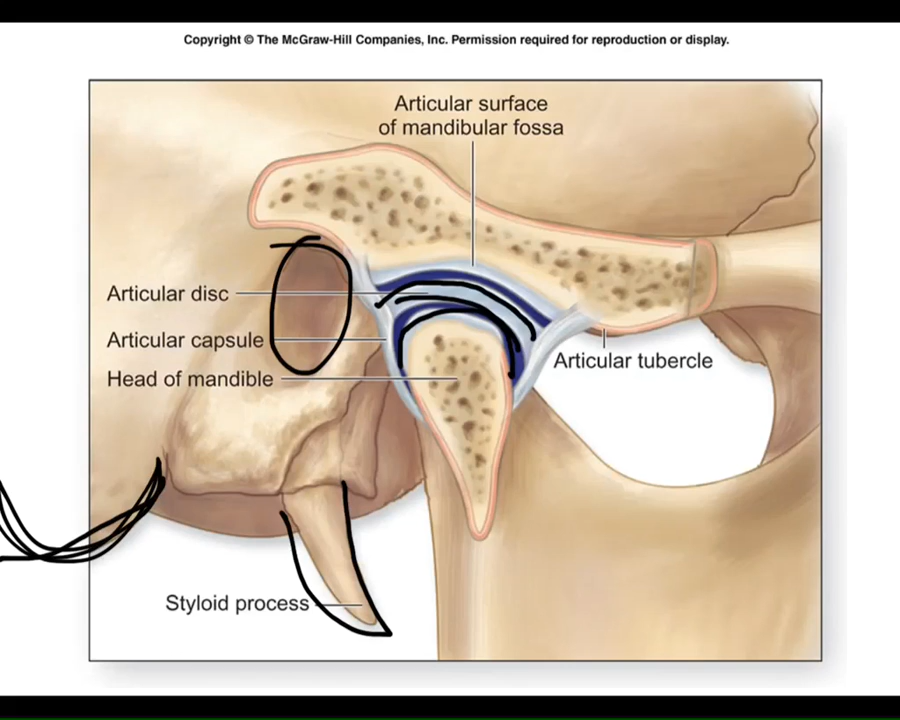 Copyright © The McGraw-Hill Companies, Inc. Permission required for reproduction or display.
Articular surface
of mandibular fossa
Articular disc
Articular capsule
Articular tubercle
Head of mandible
Styloid process